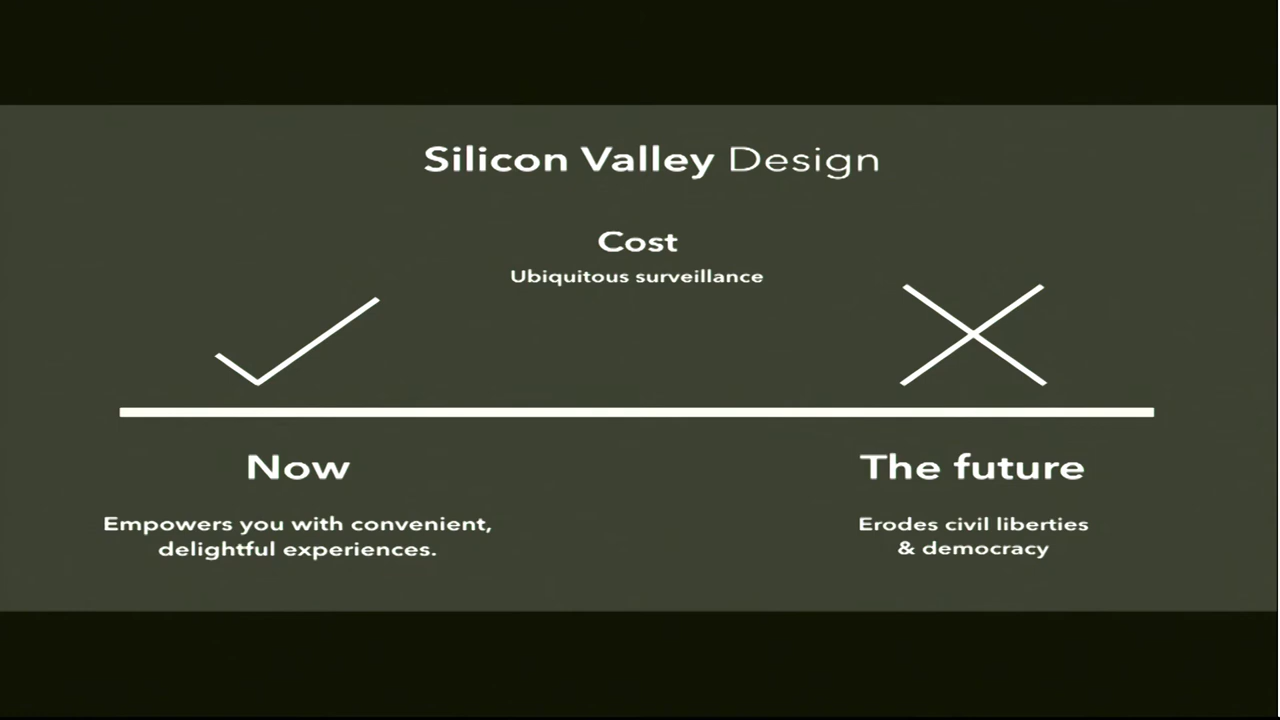 Silicon Valley Design
Cost
Ubiquitous surveillance
Now
Empowers you with convenient,
delightful experiences.
The future
Erodes civil liberties
& democracy